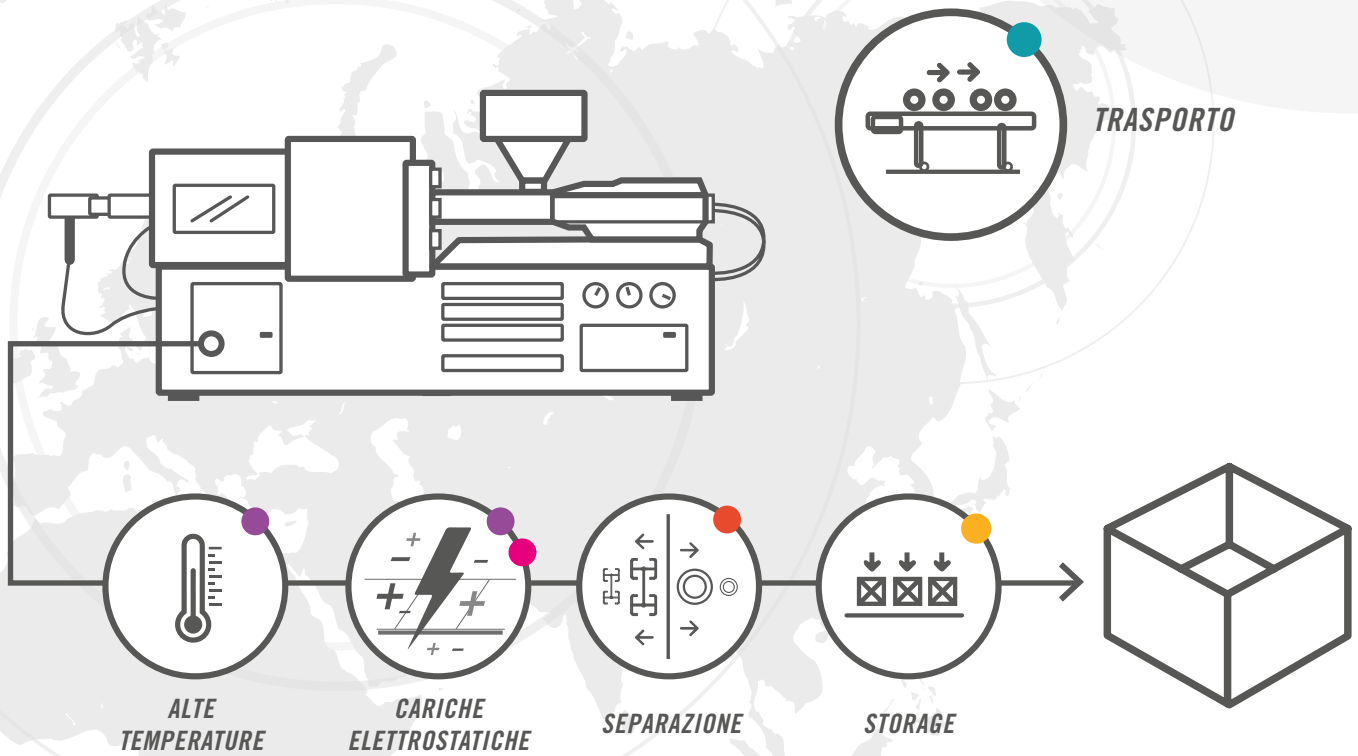 TRASPORTO
ALTE
TEMPERATURE
CARICHE
ELETTROSTATICHE
SEPARAZIONE
STORAGE